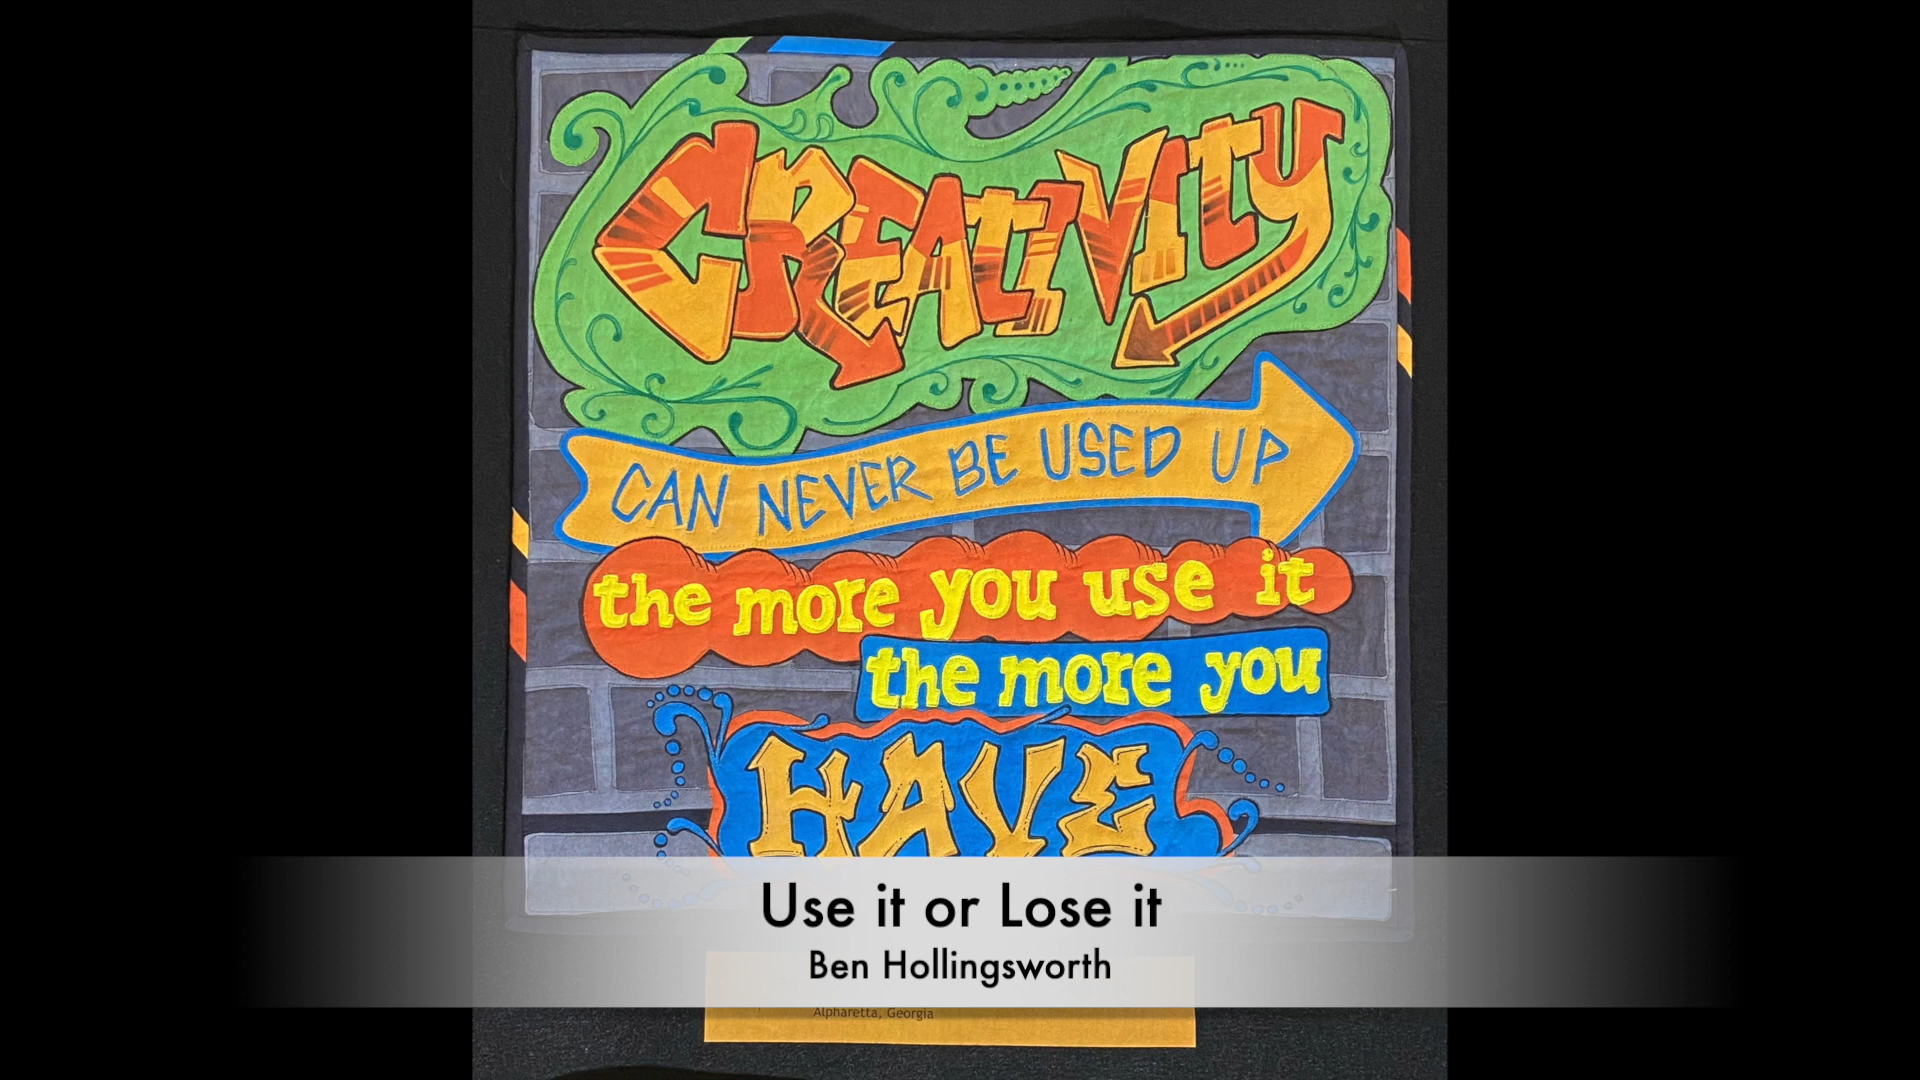 CREATIVITY
CAN NEVER BE USED UP
the more you use it
the more you
HAVE
Use it or Lose it
Ben Hollingsworth
Alpharetta, Georgia